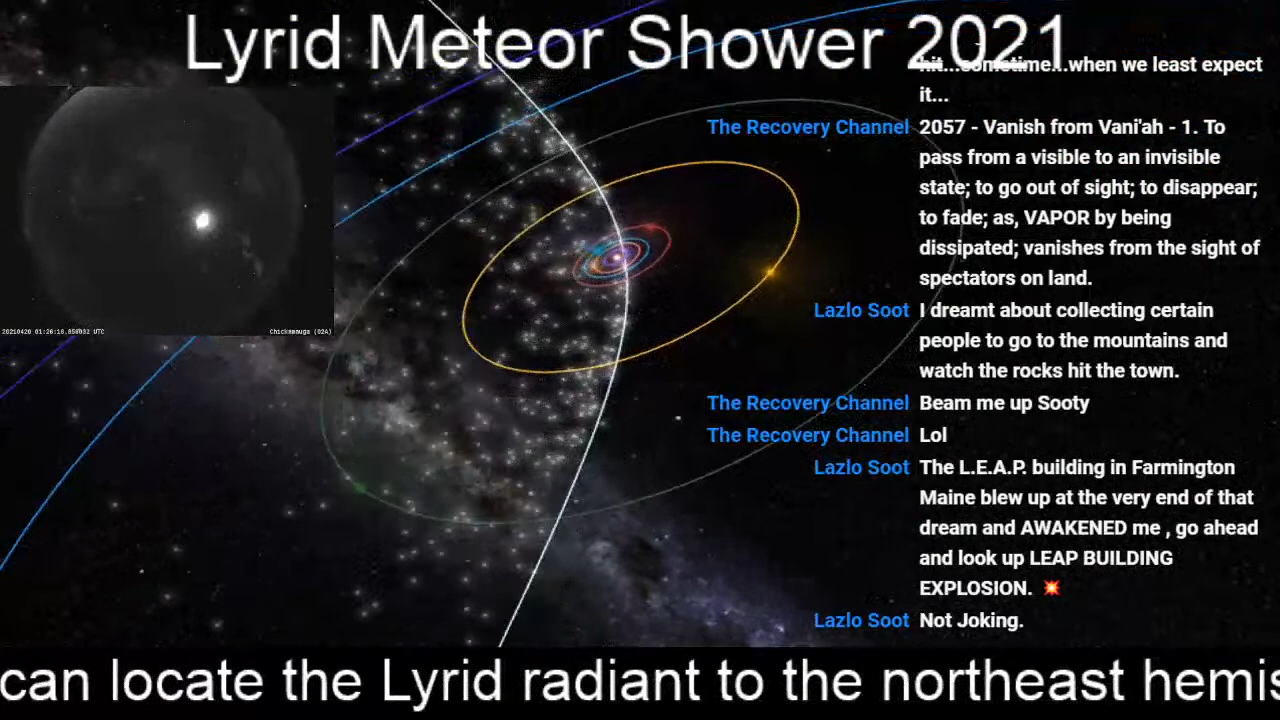 Lyrid Meteor Shower 2021
hit...sometime...when we least expect
it...
The Recovery Channel 2057 - Vanish from Vani'ah - 1. To
pass from a visible to an invisible
state; to go out of sight; to disappear;
to fade; as, VAPOR by being
dissipated; vanishes from the sight of
spectators on land.
Lazlo Soot I dreamt about collecting certain
people to go to the mountains and
watch the rocks hit the town.
The Recovery Channel Beam me up Sooty
The Recovery Channel Lol
Lazlo Soot The L.E.A.P. building in Farmington
Maine blew up at the very end of that
dream and AWAKENED me , go ahead
and look up LEAP BUILDING
EXPLOSION. 💥
Lazlo Soot Not Joking.
Chickamauga (02A)
can locate the Lyrid radiant to the northeast hemis